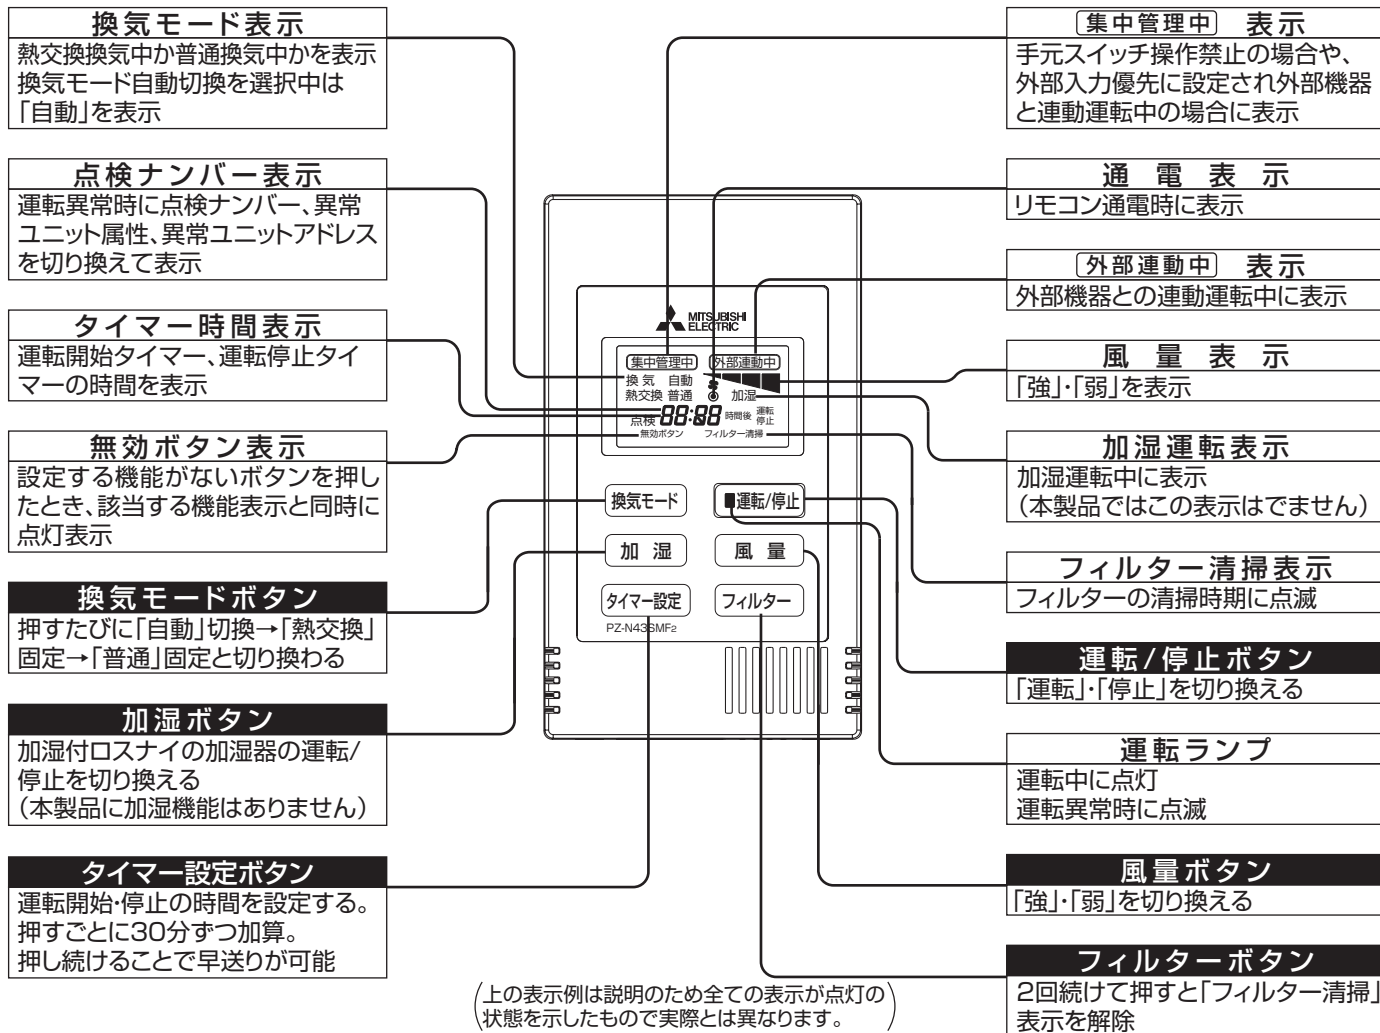 換気モード表示
熱交換換気中か普通換気中かを表示
換気モード自動切換を選択中は
「自動」を表示
点検ナンバー表示
運転異常時に点検ナンバー、異常
ユニット属性、異常ユニットアドレス
を切り換えて表示
タイマー時間表示
運転開始タイマー、運転停止タイ
マーの時間を表示
無効ボタン表示
設定する機能がないボタンを押し
たとき、該当する機能表示と同時に
点灯表示
換気モードボタン
押すたびに「自動」切換→「熱交換」
固定→「普通」固定と切り換わる
加湿ボタン
加湿付ロスナイの加湿器の運転/
停止を切り換える
(本製品に加湿機能はありません)
タイマー設定ボタン
運転開始・停止の時間を設定する。
押すごとに30分ずつ加算。
押し続けることで早送りが可能
MITSUBISHI
ELECTRIC
集中管理中 外部連動中
換気 自動
熱交換 普通 加湿
点検 88:88 時間後 運転
停止
無効ボタン フィルター清掃
換気モード 運転/停止
加湿 風量
タイマー設定 フィルター
PZ-N43SMF2
(上の表示例は説明のため全ての表示が点灯の
状態を示したもので実際とは異なります。)
集中管理中 表示
手元スイッチ操作禁止の場合や、
外部入力優先に設定され外部機器
と連動運転中の場合に表示
通電表示
リモコン通電時に表示
外部連動中 表示
外部機器との連動運転中に表示
風量表示
「強」・「弱」を表示
加湿運転表示
加湿運転中に表示
(本製品ではこの表示はでません)
フィルター清掃表示
フィルターの清掃時期に点滅
運転/停止ボタン
「運転」・「停止」を切り換える
運転ランプ
運転中に点灯
運転異常時に点滅
風量ボタン
「強」・「弱」を切り換える
フィルターボタン
2回続けて押すと「フィルター清掃」
表示を解除